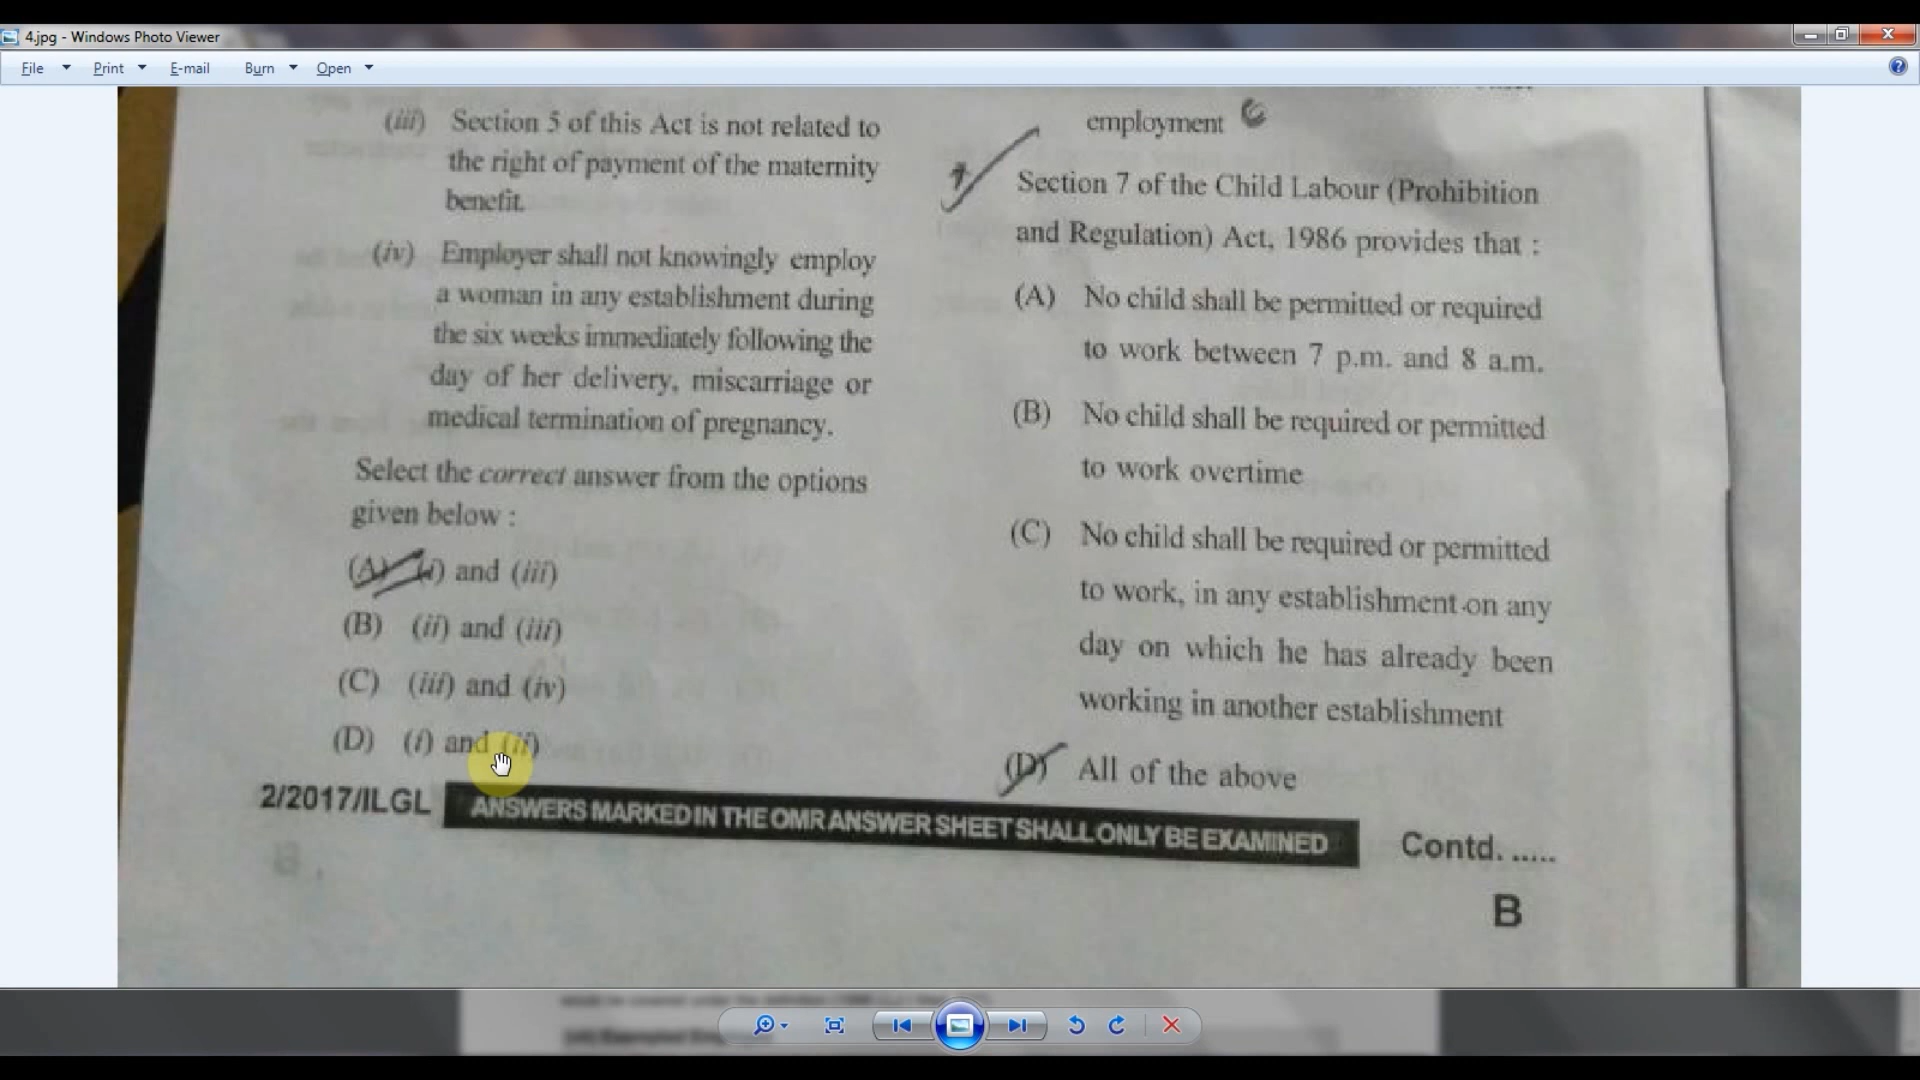 4.jpg - Windows Photo Viewer
File Print E-mail Burn Open
(iii) Section 5 of this Act is not related to
the right of payment of the maternity
benefit.
(iv) Employer shall not knowingly employ
a woman in any establishment during
the six weeks immediately following the
day of her delivery, miscarriage or
medical termination of pregnancy.
Select the correct answer from the options
given below :
(A) (i) and (iii)
(B) (ii) and (iii)
(C) (iii) and (iv)
(D) (i) and (ii)
employment
Section 7 of the Child Labour (Prohibition
and Regulation) Act, 1986 provides that :
(A) No child shall be permitted or required
to work between 7 p.m. and 8 a.m.
(B) No child shall be required or permitted
to work overtime
(C) No child shall be required or permitted
to work, in any establishment on any
day on which he has already been
working in another establishment
(D) All of the above
2/2017/ILGL ANSWERS MARKED IN THE OMR ANSWER SHEET SHALL ONLY BE EXAMINED Contd. .....
B